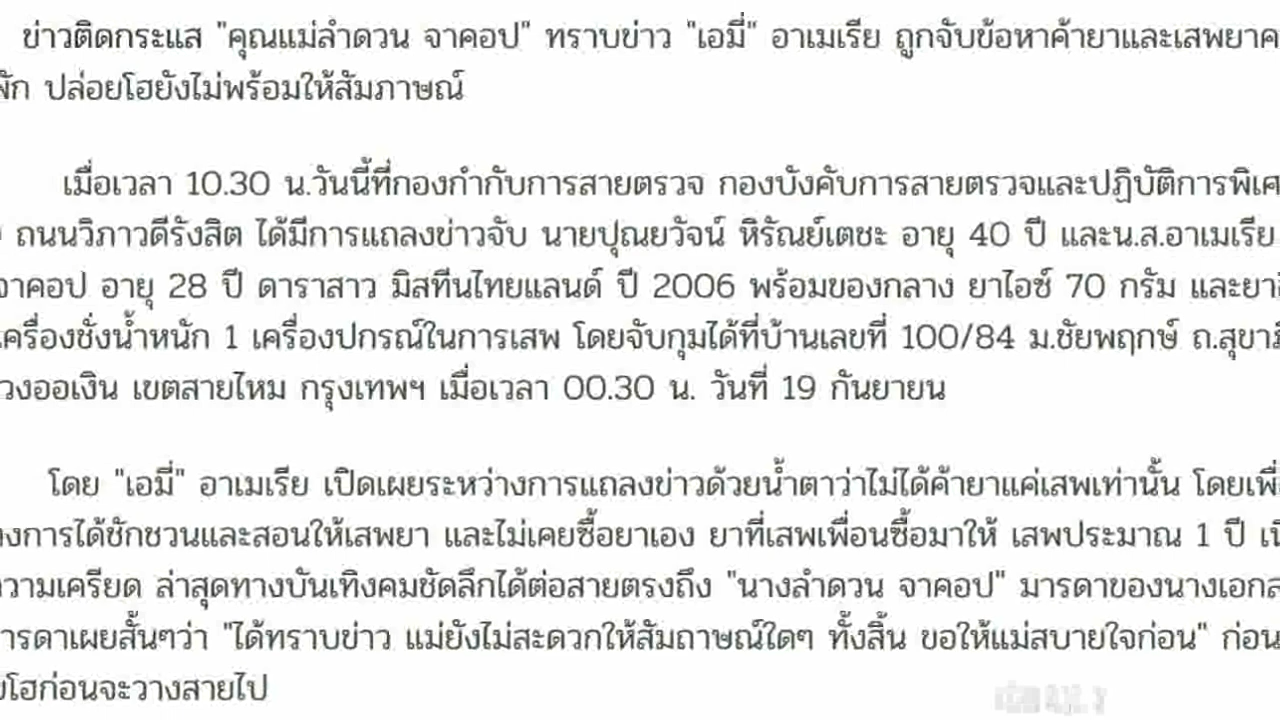 ข่าวติดกระแส "คุณแม่ลำดวน จาคอป" ทราบข่าว "เอมี่" อาเมเรีย ถูกจับข้อหาค้ายาและเสพยาค
พัก ปล่อยโฮยังไม่พร้อมให้สัมภาษณ์
เมื่อเวลา 10.30 น.วันนี้ที่กองกำกับการสายตรวจ กองบังคับการสายตรวจและปฏิบัติการพิเศ
ถนนวิภาวดีรังสิต ได้มีการแถลงข่าวจับ นายปุณยวัจน์ หิรัณย์เตชะ อายุ 40 ปี และน.ส.อาเมเรีย
จาคอป อายุ 28 ปี ดาราสาว มิสทีนไทยแลนด์ ปี 2006 พร้อมของกลาง ยาไอซ์ 70 กรัม และยา
เครื่องชั่งน้ำหนัก 1 เครื่องปกรณ์ในการเสพ โดยจับกุมได้ที่บ้านเลขที่ 100/84 ม.ชัยพฤกษ์ ถ.สุขาภิ
วงออเงิน เขตสายไหม กรุงเทพฯ เมื่อเวลา 00.30 น. วันที่ 19 กันยายน
โดย "เอมี่" อาเมเรีย เปิดเผยระหว่างการแถลงข่าวด้วยน้ำตาว่าไม่ได้ค้ายาแค่เสพเท่านั้น โดยเพื่
งการได้ชักชวนและสอนให้เสพยา และไม่เคยซื้อยาเอง ยาที่เสพเพื่อนซื้อมาให้ เสพประมาณ 1 ปี เนื
ความเครียด ล่าสุดทางบันเทิงคมชัดลึกได้ต่อสายตรงถึง "นางลำดวน จาคอป" มารดาของนางเอกส
ารดาเผยสั้นๆว่า "ได้ทราบข่าว แม่ยังไม่สะดวกให้สัมถาษณ์ใดๆ ทั้งสิ้น ขอให้แม่สบายใจก่อน" ก่อน
ยโฮก่อนจะวางสายไป